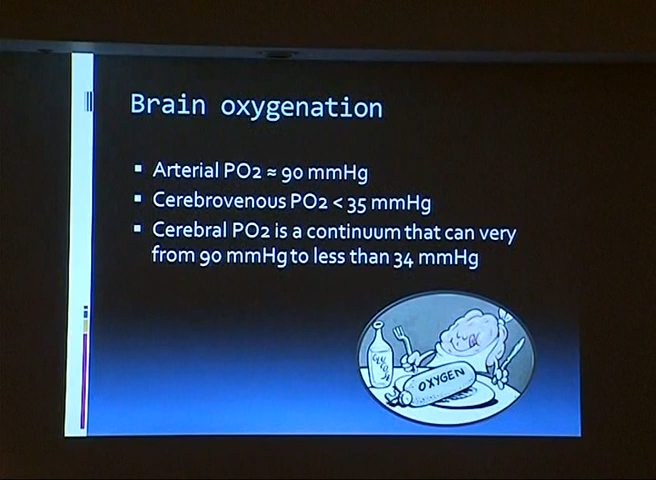 Brain oxygenation
▪ Arterial PO2 ≈ 90 mmHg
▪ Cerebrovenous PO2 < 35 mmHg
▪ Cerebral PO2 is a continuum that can very
from 90 mmHg to less than 34 mmHg
OXYGEN